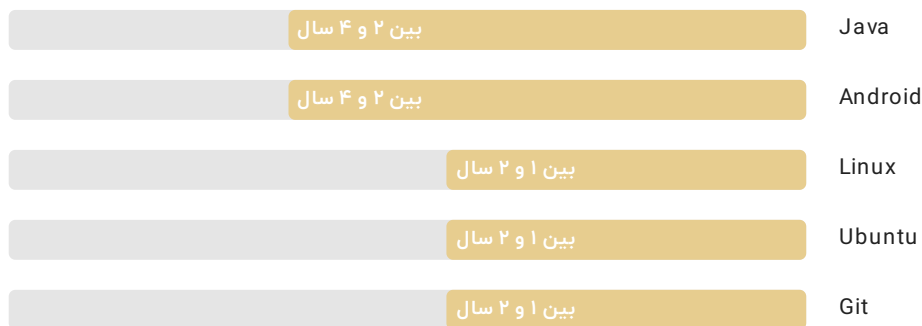 Java بین ۲ و ۴ سال
Android بین ۲ و ۴ سال
Linux بین ۱ و ۲ سال
Ubuntu بین ۱ و ۲ سال
Git بین ۱ و ۲ سال